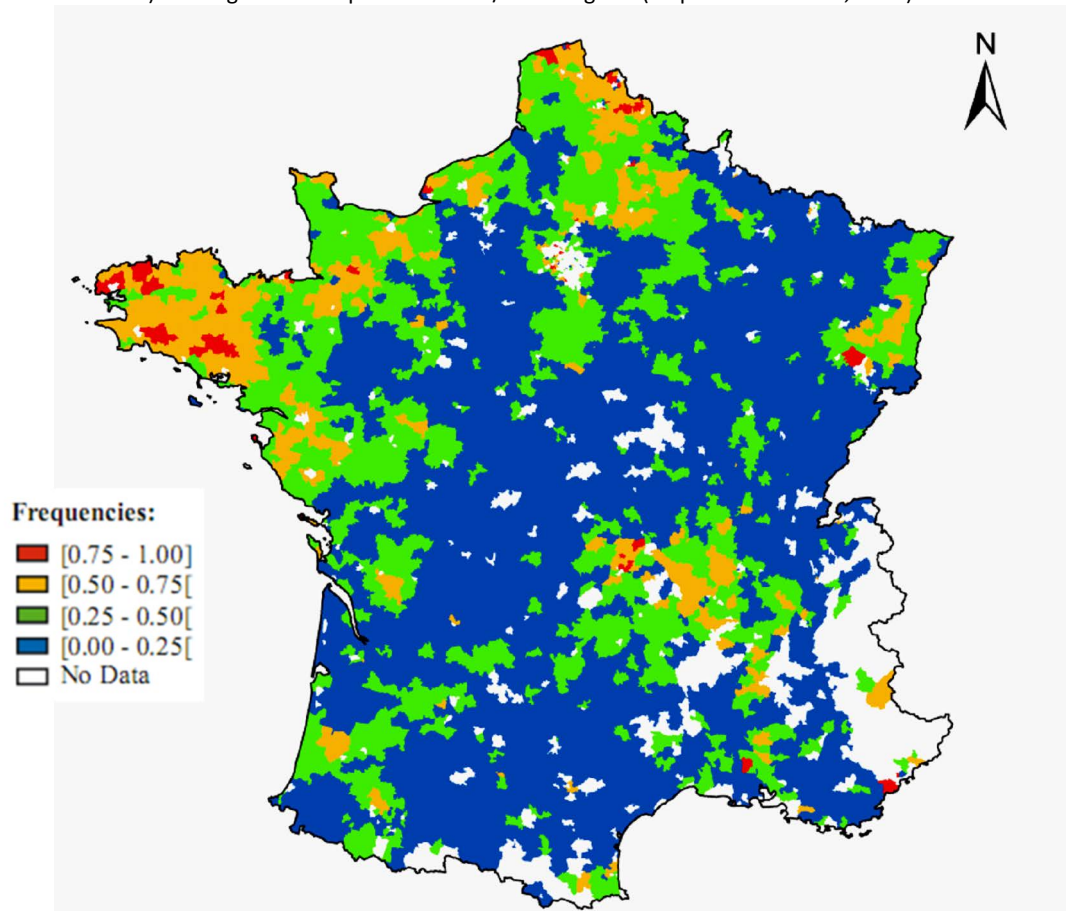 N
Frequencies:
[0.75 - 1.00]
[0.50 - 0.75[
[0.25 - 0.50[
[0.00 - 0.25[
No Data